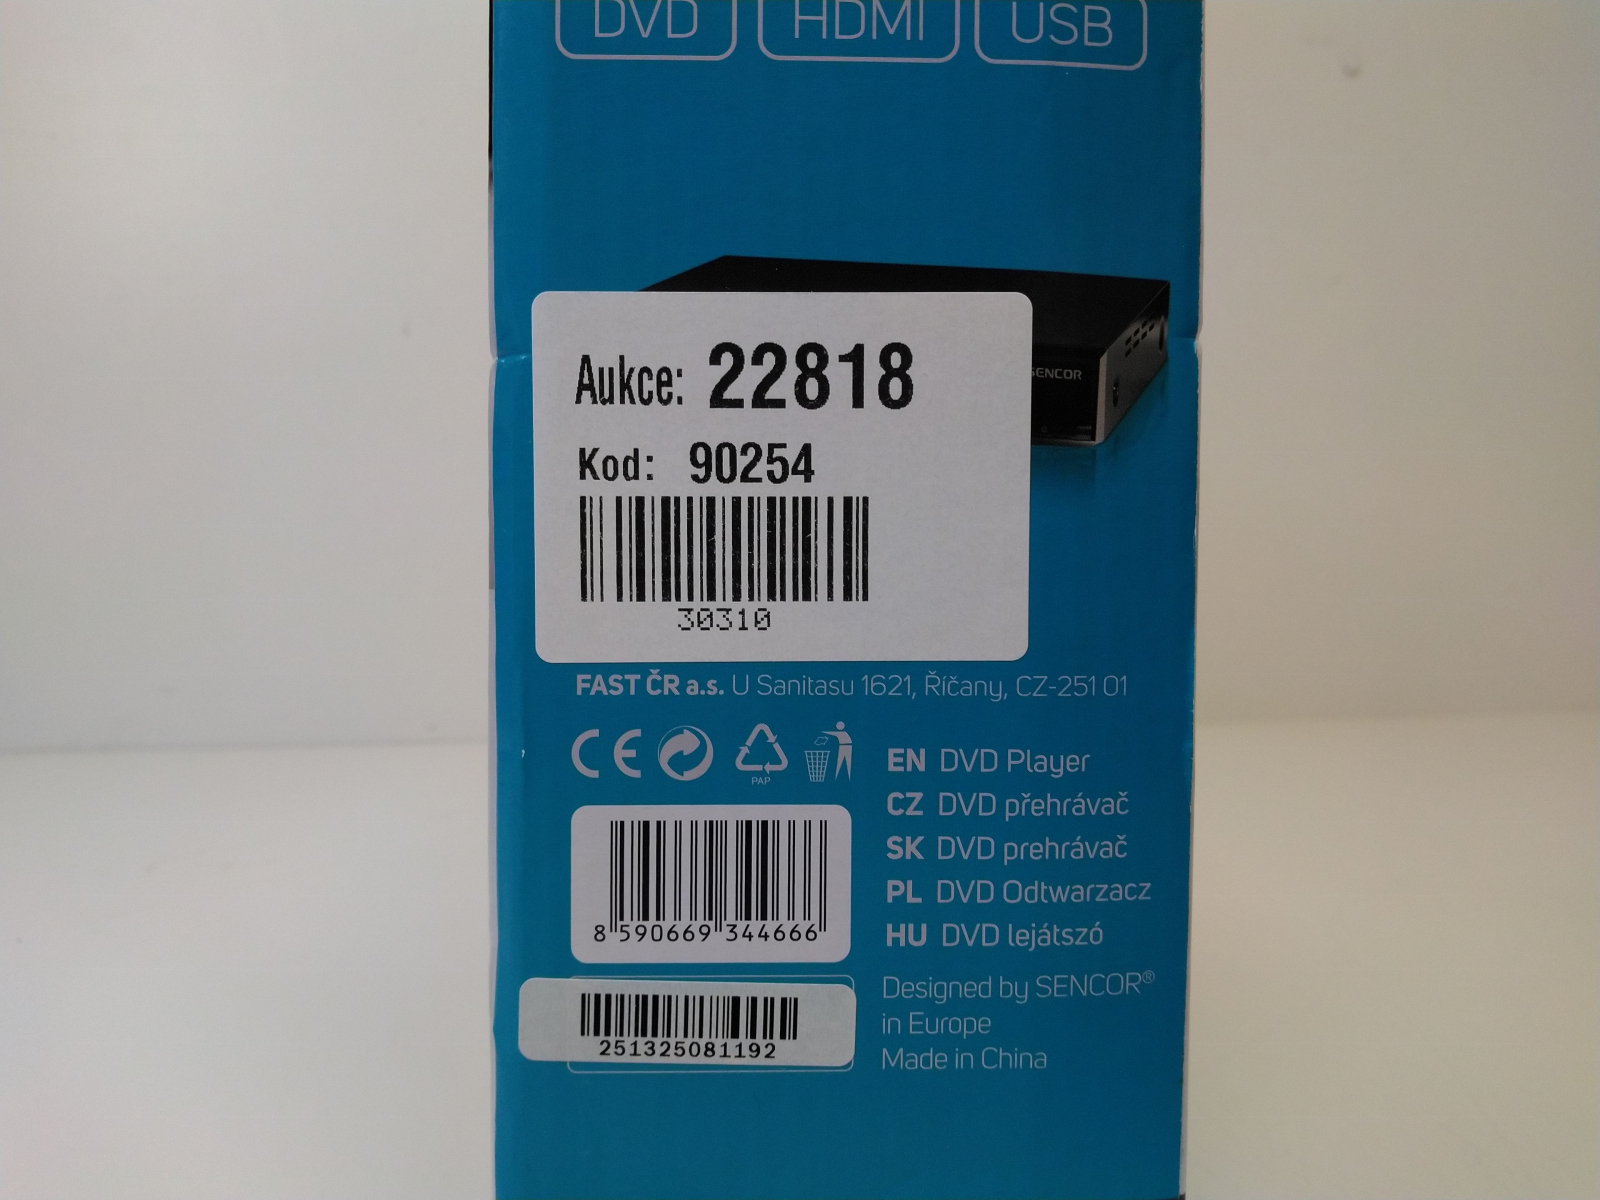 DVD HDMI USB
SENCOR
Aukce: 22818
Kod: 90254
30310
FAST ČR a.s. U Sanitasu 1621, Říčany, CZ-251 01
CE
PAP
EN DVD Player
CZ DVD přehrávač
SK DVD prehrávač
PL DVD Odtwarzacz
HU DVD lejátszó
8 590669 344666
Designed by SENCOR®
in Europe
Made in China
251325081192